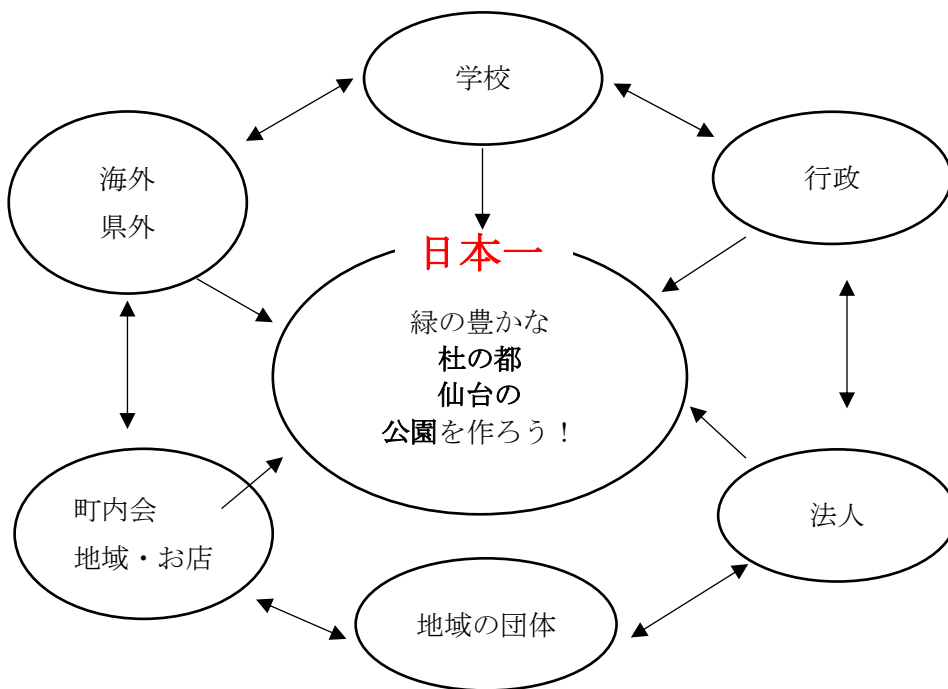 学校
海外
県外
行政
日本一
緑の豊かな
杜の都
仙台の
公園を作ろう！
町内会
地域・お店
法人
地域の団体